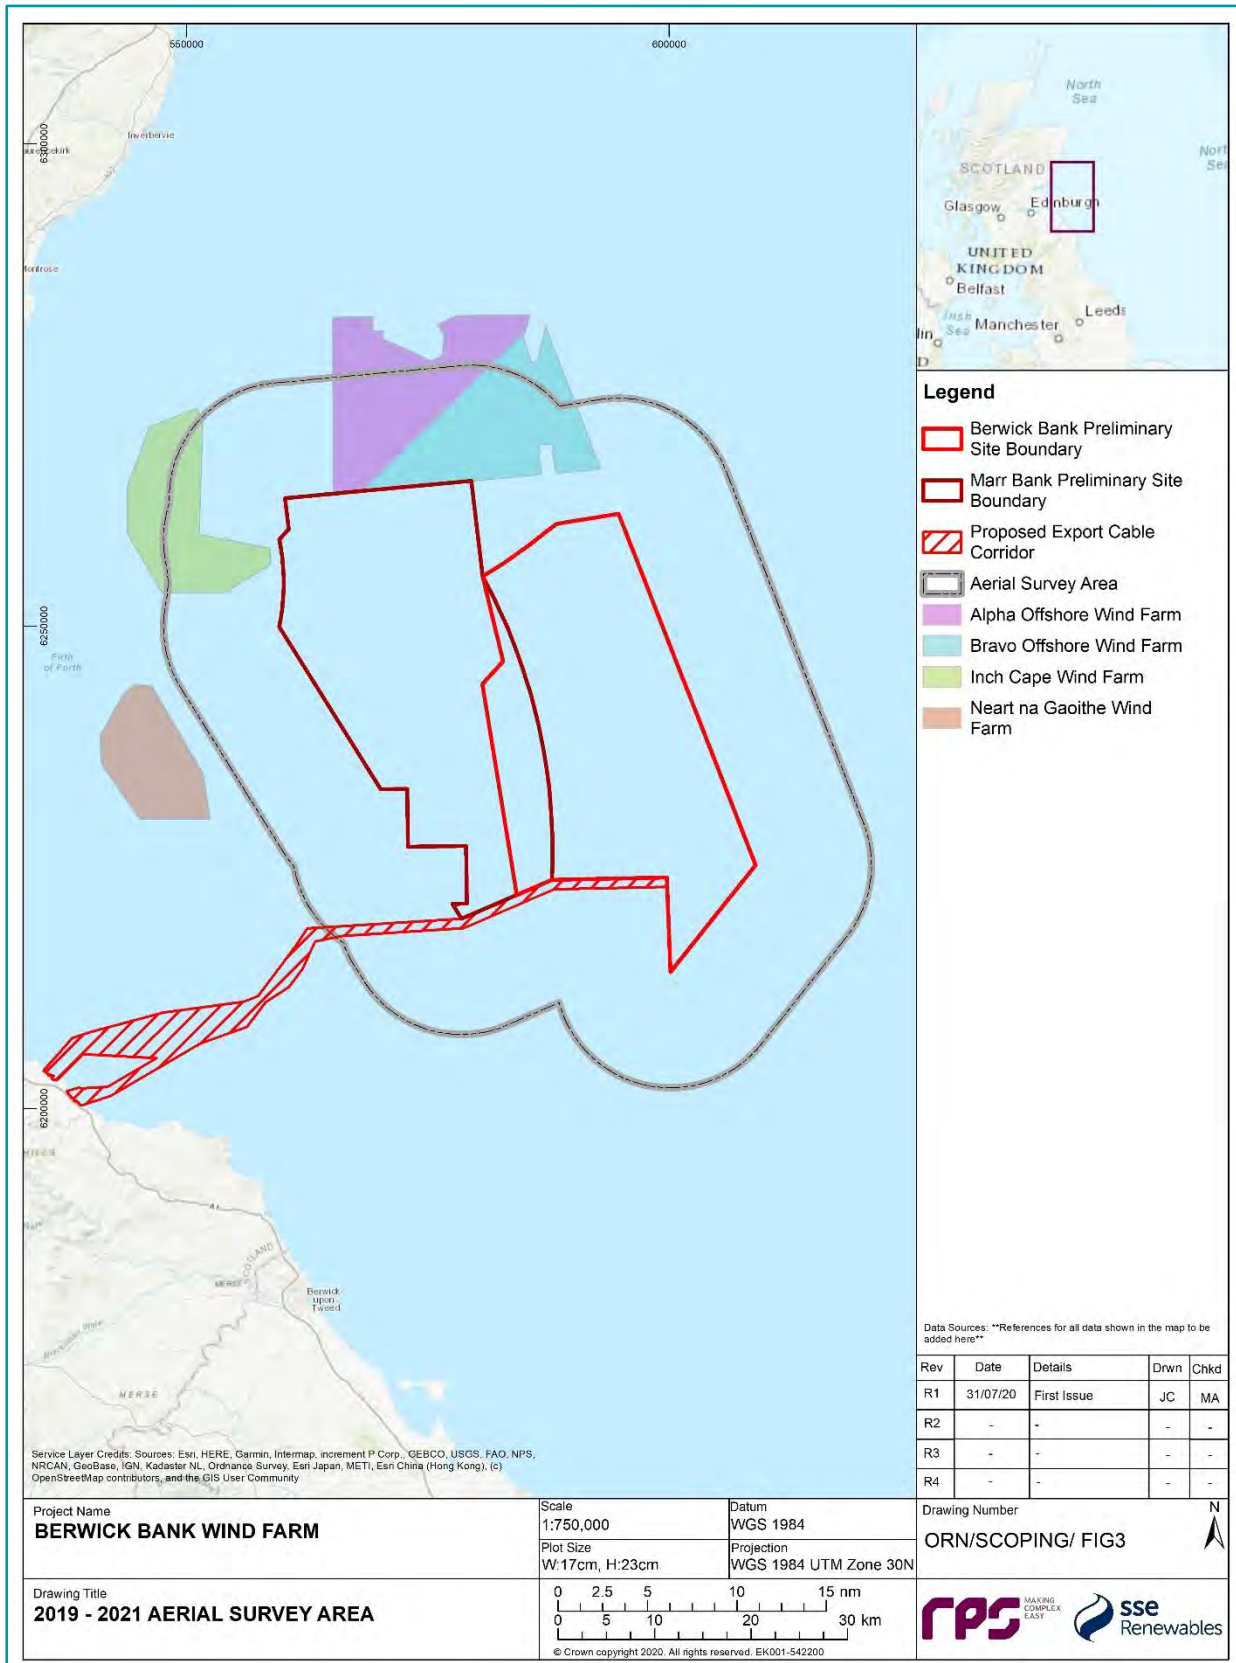 550000
600000
6300000
6250000
6200000
Inverbervie
Montrose
Firth
of Forth
SCOTLAND
MERSE
Berwick
upon
Tweed
A1
MERSE
North
Sea
SCOTLAND
Glasgow
Edinburgh
UNITED
KINGDOM
Belfast
Irish
Sea
Manchester
Leeds
Legend
Berwick Bank Preliminary
Site Boundary
Marr Bank Preliminary Site
Boundary
Proposed Export Cable
Corridor
Aerial Survey Area
Alpha Offshore Wind Farm
Bravo Offshore Wind Farm
Inch Cape Wind Farm
Neart na Gaoithe Wind
Farm
Data Sources: **References for all data shown in the map to be
added here**
Rev Date Details Drwn Chkd
R1 31/07/20 First Issue JC MA
R2 - - - -
R3 - - - -
R4 - - - -
Service Layer Credits: Sources: Esri, HERE, Garmin, Intermap, increment P Corp., GEBCO, USGS, FAO, NPS,
NRCAN, GeoBase, IGN, Kadaster NL, Ordnance Survey, Esri Japan, METI, Esri China (Hong Kong), (c)
OpenStreetMap contributors, and the GIS User Community
Project Name
BERWICK BANK WIND FARM
Scale
1:750,000
Datum
WGS 1984
Plot Size
W:17cm, H:23cm
Projection
WGS 1984 UTM Zone 30N
Drawing Number
ORN/SCOPING/ FIG3
N
Drawing Title
2019 - 2021 AERIAL SURVEY AREA
0 2.5 5 10 15 nm
0 5 10 20 30 km
© Crown copyright 2020. All rights reserved. EK001-542200
rps
MAKING
COMPLEX
EASY
sse
Renewables